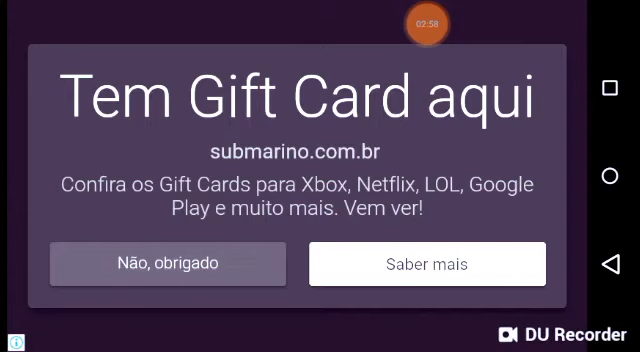 02:58
Tem Gift Card aqui
submarino.com.br
Confira os Gift Cards para Xbox, Netflix, LOL, Google
Play e muito mais. Vem ver!
Não, obrigado
Saber mais
DU Recorder